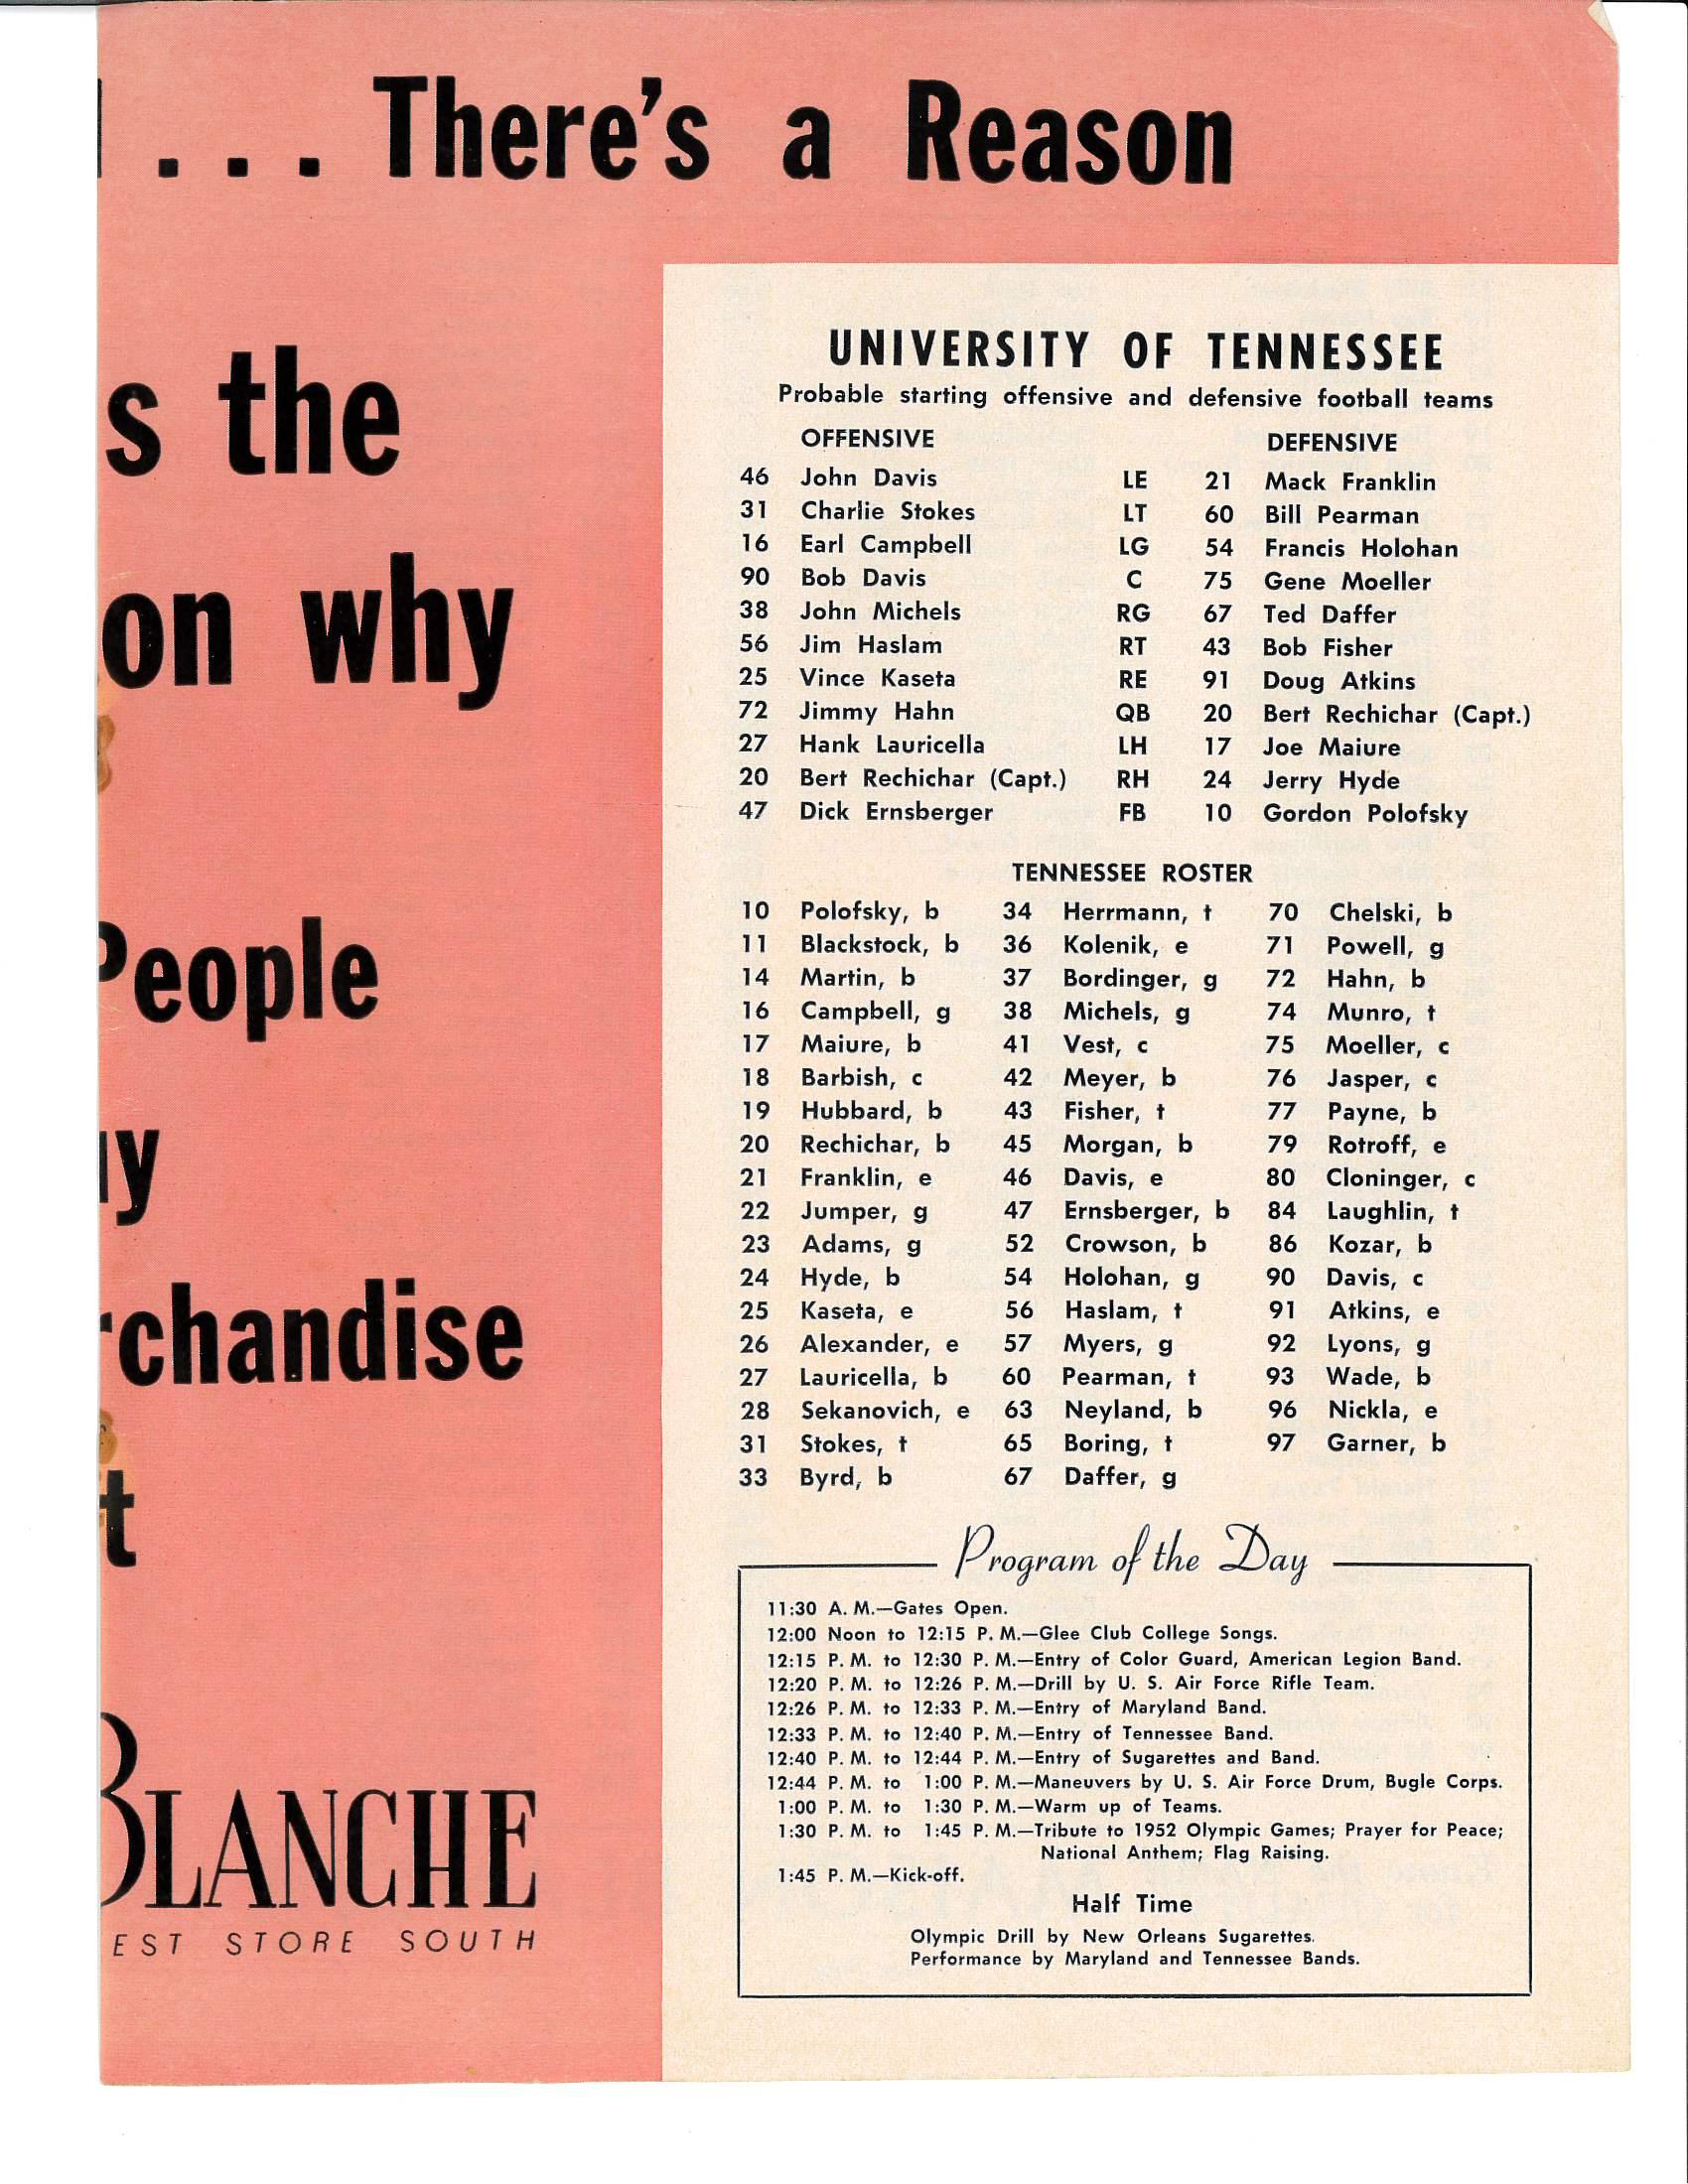 . . . There's a Reason
s the
on why
People
y
rchandise
t
BLANCHE
EST STORE SOUTH
UNIVERSITY OF TENNESSEE
Probable starting offensive and defensive football teams
OFFENSIVE DEFENSIVE
46 John Davis LE 21 Mack Franklin
31 Charlie Stokes LT 60 Bill Pearman
16 Earl Campbell LG 54 Francis Holohan
90 Bob Davis C 75 Gene Moeller
38 John Michels RG 67 Ted Daffer
56 Jim Haslam RT 43 Bob Fisher
25 Vince Kaseta RE 91 Doug Atkins
72 Jimmy Hahn QB 20 Bert Rechichar (Capt.)
27 Hank Lauricella LH 17 Joe Maiure
20 Bert Rechichar (Capt.) RH 24 Jerry Hyde
47 Dick Ernsberger FB 10 Gordon Polofsky
TENNESSEE ROSTER
10 Polofsky, b 34 Herrmann, t 70 Chelski, b
11 Blackstock, b 36 Kolenik, e 71 Powell, g
14 Martin, b 37 Bordinger, g 72 Hahn, b
16 Campbell, g 38 Michels, g 74 Munro, t
17 Maiure, b 41 Vest, c 75 Moeller, c
18 Barbish, c 42 Meyer, b 76 Jasper, c
19 Hubbard, b 43 Fisher, t 77 Payne, b
20 Rechichar, b 45 Morgan, b 79 Rotroff, e
21 Franklin, e 46 Davis, e 80 Cloninger, c
22 Jumper, g 47 Ernsberger, b 84 Laughlin, t
23 Adams, g 52 Crowson, b 86 Kozar, b
24 Hyde, b 54 Holohan, g 90 Davis, c
25 Kaseta, e 56 Haslam, t 91 Atkins, e
26 Alexander, e 57 Myers, g 92 Lyons, g
27 Lauricella, b 60 Pearman, t 93 Wade, b
28 Sekanovich, e 63 Neyland, b 96 Nickla, e
31 Stokes, t 65 Boring, t 97 Garner, b
33 Byrd, b 67 Daffer, g
Program of the Day
11:30 A. M.—Gates Open.
12:00 Noon to 12:15 P. M.—Glee Club College Songs.
12:15 P. M. to 12:30 P. M.—Entry of Color Guard, American Legion Band.
12:20 P. M. to 12:26 P. M.—Drill by U. S. Air Force Rifle Team.
12:26 P. M. to 12:33 P. M.—Entry of Maryland Band.
12:33 P. M. to 12:40 P. M.—Entry of Tennessee Band.
12:40 P. M. to 12:44 P. M.—Entry of Sugarettes and Band.
12:44 P. M. to 1:00 P. M.—Maneuvers by U. S. Air Force Drum, Bugle Corps.
1:00 P. M. to 1:30 P. M.—Warm up of Teams.
1:30 P. M. to 1:45 P. M.—Tribute to 1952 Olympic Games; Prayer for Peace;
National Anthem; Flag Raising.
1:45 P. M.—Kick-off.
Half Time
Olympic Drill by New Orleans Sugarettes.
Performance by Maryland and Tennessee Bands.